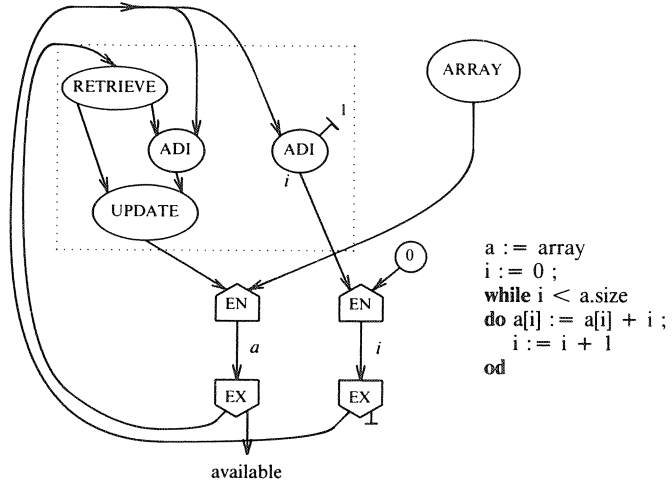 1
RETRIEVE
ARRAY
ADI
ADI
i
UPDATE
0
EN
EN
a
i
EX
EX
available
a := array
i := 0 ;
while i < a.size
do a[i] := a[i] + i ;
i := i + 1
od